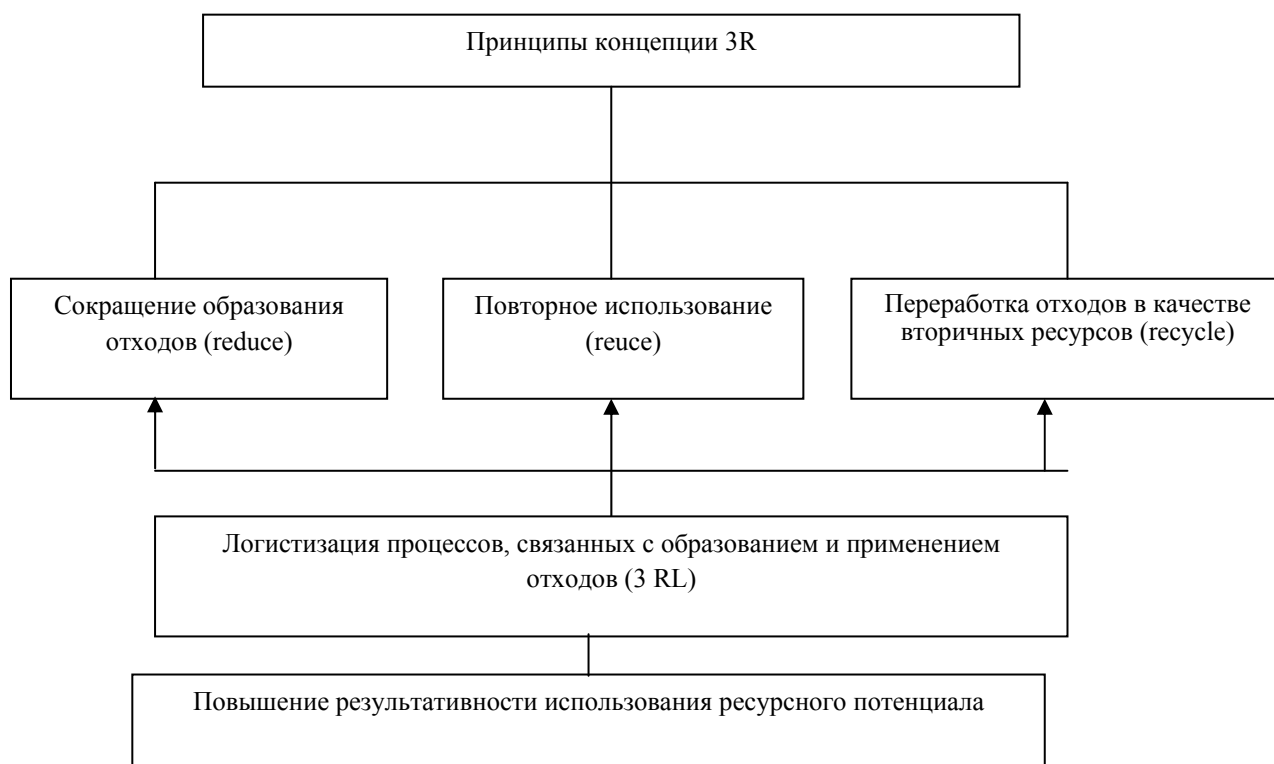 Принципы концепции 3R
Сокращение образования
отходов (reduce)
Повторное использование
(reuce)
Переработка отходов в качестве
вторичных ресурсов (recycle)
Логистизация процессов, связанных с образованием и применением
отходов (3 RL)
Повышение результативности использования ресурсного потенциала